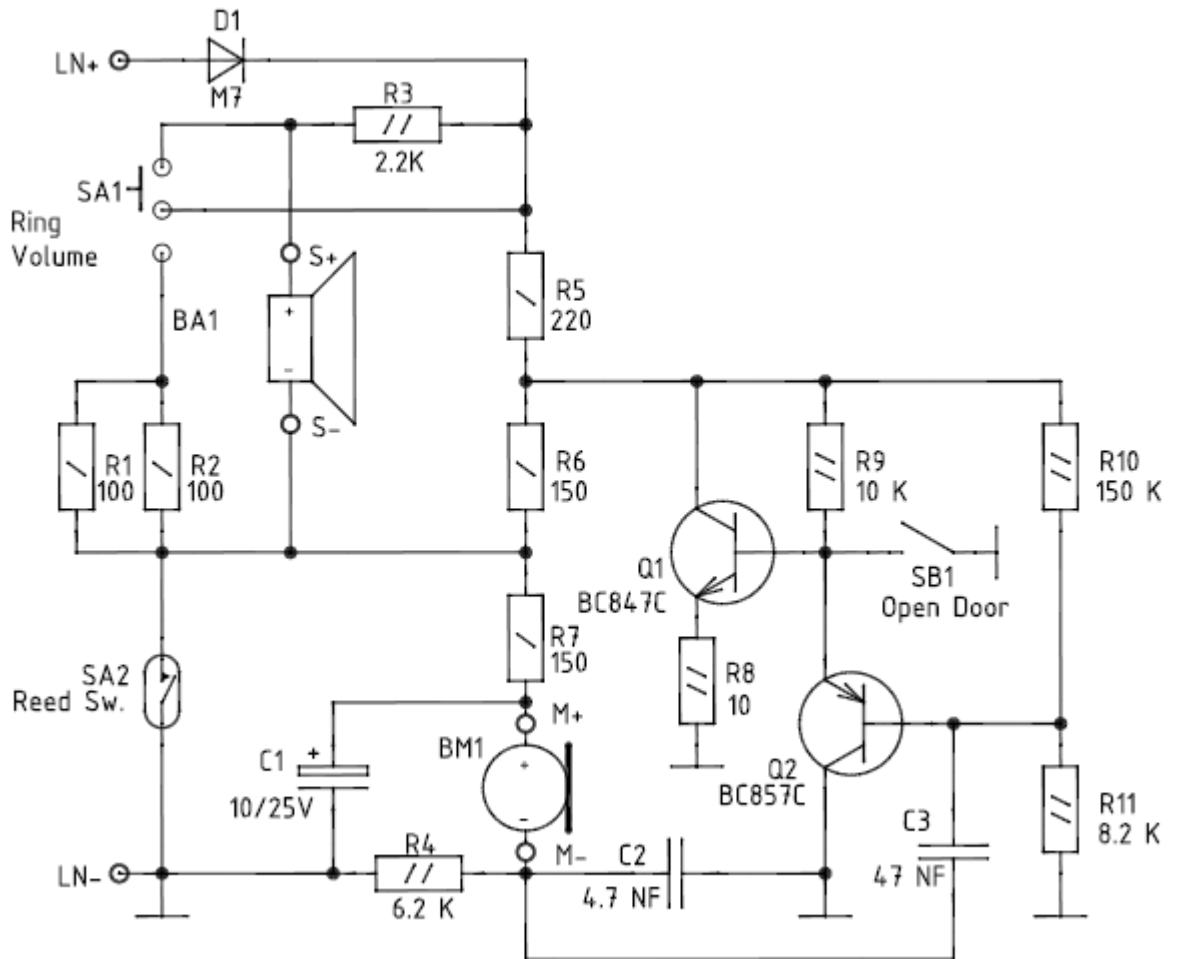 D1
LN+
M7
R3
2.2K
SA1
Ring
Volume
S+
+
R5
220
BA1
-
S-
R1
100
R2
100
R6
150
R9
10 K
R10
150 K
Q1
BC847C
SB1
Open Door
R7
150
SA2
Reed Sw.
R8
10
M+
C1
+
10/25V
BM1
+
-
Q2
BC857C
R11
8.2 K
C3
47 NF
M-
C2
4.7 NF
LN-
R4
6.2 K